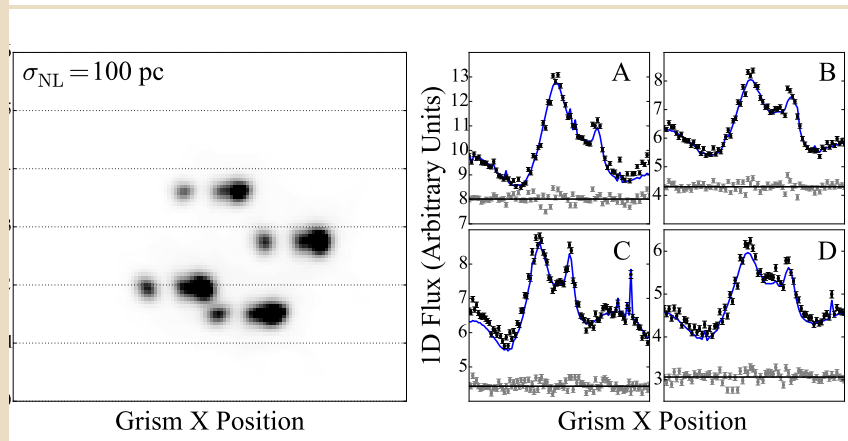 σNL = 100 pc
Grism X Position
1D Flux (Arbitrary Units)
A
13
12
11
10
9
8
7
B
8
7
6
5
4
C
8
7
6
5
D
6
5
4
3
Grism X Position